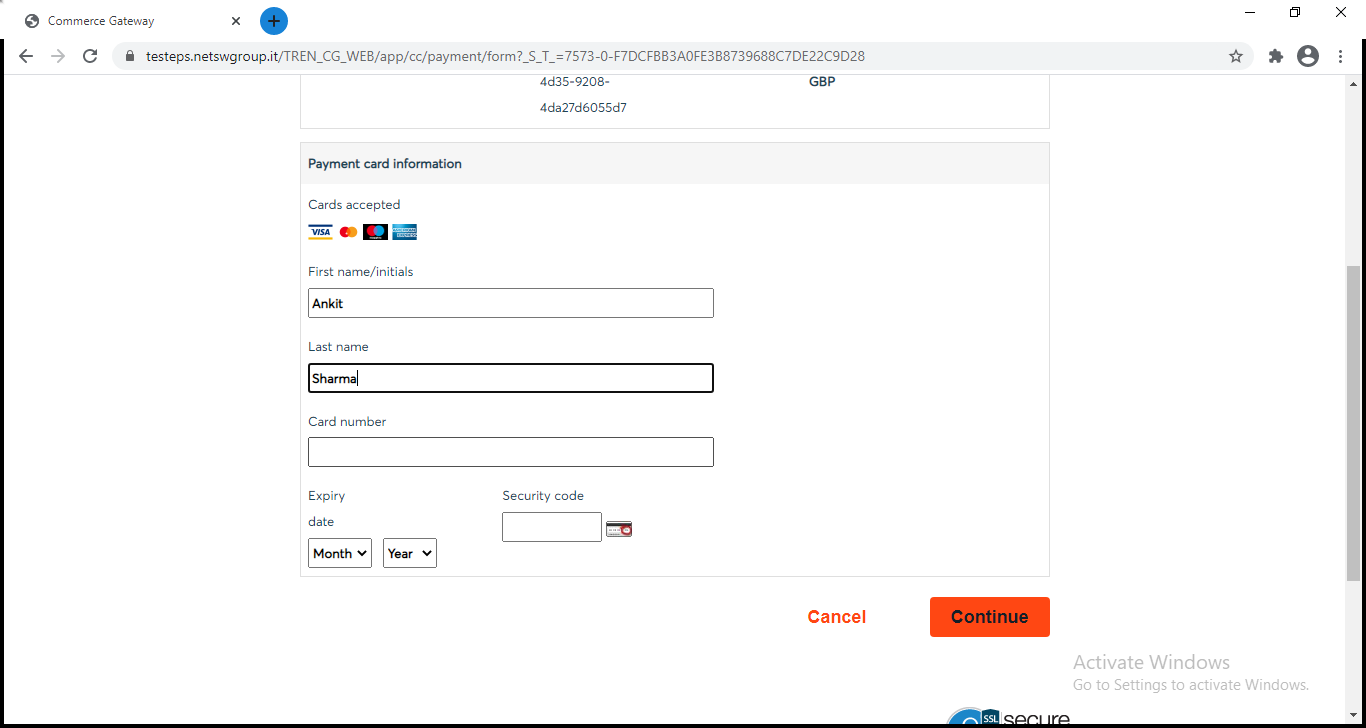 Commerce Gateway
testeps.netswgroup.it/TREN_CG_WEB/app/cc/payment/form?_S_T_=7573-0-F7DCFBB3A0FE3B8739688C7DE22C9D28
4d35-9208- GBP
4da27d6055d7
Payment card information
Cards accepted
VISA
First name/initials
Ankit
Last name
Sharma
Card number
Expiry Security code
date
Month Year
Cancel Continue
Activate Windows
Go to Settings to activate Windows.
SSL secure